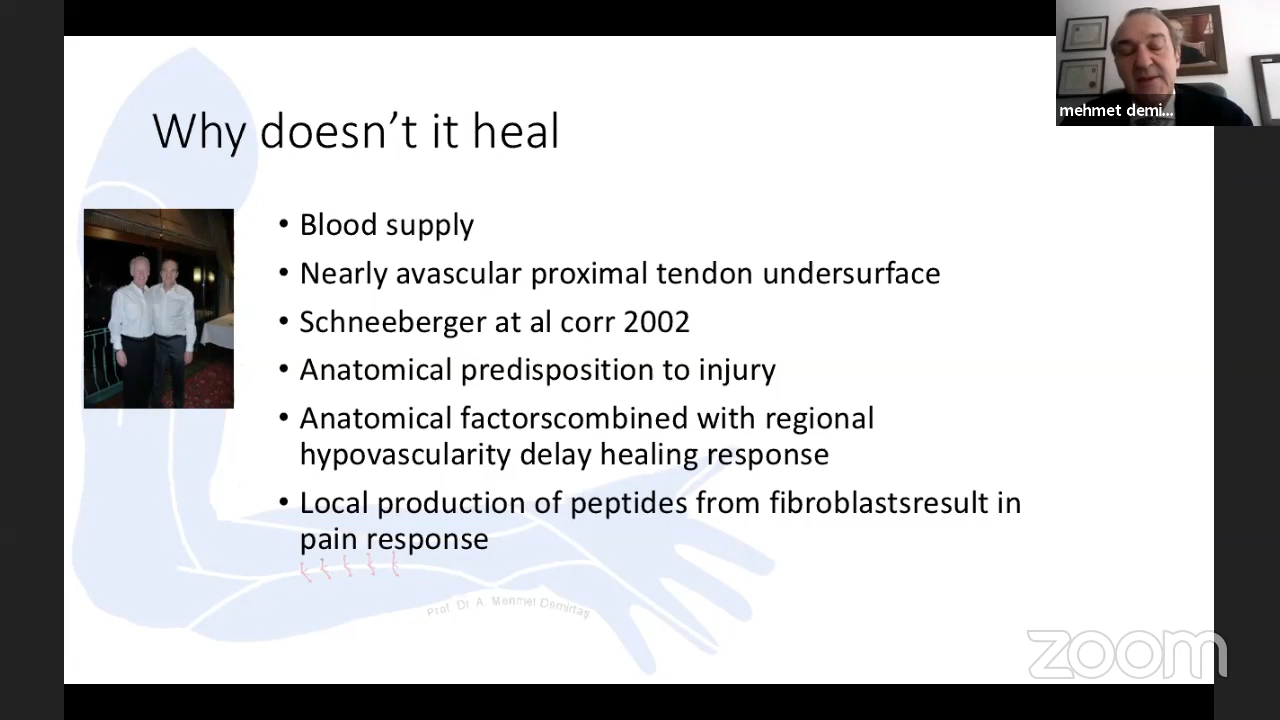 mehmet demi...
Why doesn't it heal
• Blood supply
• Nearly avascular proximal tendon undersurface
• Schneeberger at al corr 2002
• Anatomical predisposition to injury
• Anatomical factorscombined with regional
hypovascularity delay healing response
• Local production of peptides from fibroblastsresult in
pain response
Prof. Dr. A. Mehmet Demirtaş
zoom